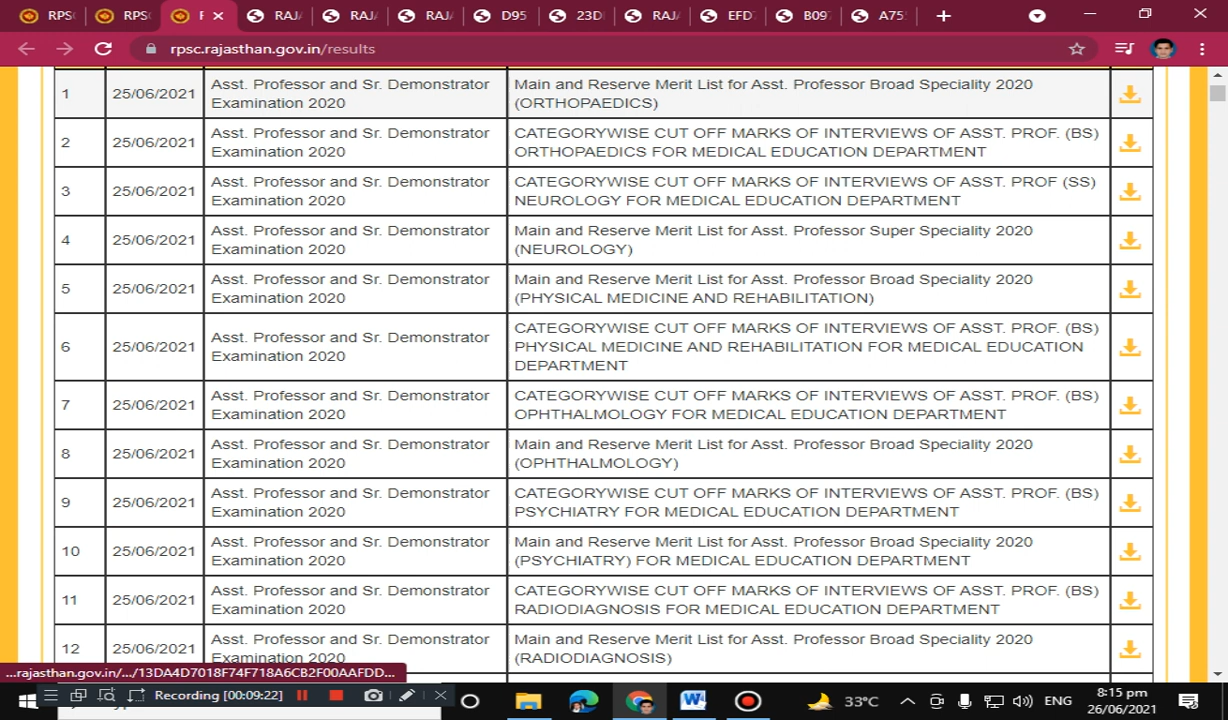 RPS RPS F RAJ RAJ RAJ D95 23D RAJ EFD B09 A75
rpsc.rajasthan.gov.in/results
1 25/06/2021 Asst. Professor and Sr. Demonstrator Examination 2020 Main and Reserve Merit List for Asst. Professor Broad Speciality 2020
(ORTHOPAEDICS)
2 25/06/2021 Asst. Professor and Sr. Demonstrator Examination 2020 CATEGORYWISE CUT OFF MARKS OF INTERVIEWS OF ASST. PROF. (BS)
ORTHOPAEDICS FOR MEDICAL EDUCATION DEPARTMENT
3 25/06/2021 Asst. Professor and Sr. Demonstrator Examination 2020 CATEGORYWISE CUT OFF MARKS OF INTERVIEWS OF ASST. PROF (SS)
NEUROLOGY FOR MEDICAL EDUCATION DEPARTMENT
4 25/06/2021 Asst. Professor and Sr. Demonstrator Examination 2020 Main and Reserve Merit List for Asst. Professor Super Speciality 2020
(NEUROLOGY)
5 25/06/2021 Asst. Professor and Sr. Demonstrator Examination 2020 Main and Reserve Merit List for Asst. Professor Broad Speciality 2020
(PHYSICAL MEDICINE AND REHABILITATION)
6 25/06/2021 Asst. Professor and Sr. Demonstrator Examination 2020 CATEGORYWISE CUT OFF MARKS OF INTERVIEWS OF ASST. PROF. (BS)
PHYSICAL MEDICINE AND REHABILITATION FOR MEDICAL EDUCATION
DEPARTMENT
7 25/06/2021 Asst. Professor and Sr. Demonstrator Examination 2020 CATEGORYWISE CUT OFF MARKS OF INTERVIEWS OF ASST. PROF. (BS)
OPHTHALMOLOGY FOR MEDICAL EDUCATION DEPARTMENT
8 25/06/2021 Asst. Professor and Sr. Demonstrator Examination 2020 Main and Reserve Merit List for Asst. Professor Broad Speciality 2020
(OPHTHALMOLOGY)
9 25/06/2021 Asst. Professor and Sr. Demonstrator Examination 2020 CATEGORYWISE CUT OFF MARKS OF INTERVIEWS OF ASST. PROF. (BS)
PSYCHIATRY FOR MEDICAL EDUCATION DEPARTMENT
10 25/06/2021 Asst. Professor and Sr. Demonstrator Examination 2020 Main and Reserve Merit List for Asst. Professor Broad Speciality 2020
(PSYCHIATRY) FOR MEDICAL EDUCATION DEPARTMENT
11 25/06/2021 Asst. Professor and Sr. Demonstrator Examination 2020 CATEGORYWISE CUT OFF MARKS OF INTERVIEWS OF ASST. PROF. (BS)
RADIODIAGNOSIS FOR MEDICAL EDUCATION DEPARTMENT
12 25/06/2021 Asst. Professor and Sr. Demonstrator Examination 2020 Main and Reserve Merit List for Asst. Professor Broad Speciality 2020
(RADIODIAGNOSIS)
...rajasthan.gov.in/.../13DA4D7018F74F718A6CB2F00AAFDD...
Recording [00:09:22]
33°C ENG 8:15 pm
26/06/2021